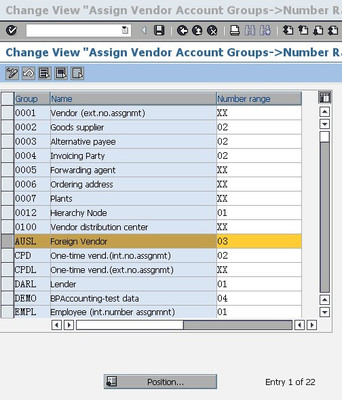 Change View "Assign Vendor Account Groups->Number Ra
Change View "Assign Vendor Account Groups->Number R
Group Name Number range
0001 Vendor (ext.no.assgnmt) XX
0002 Goods supplier 02
0003 Alternative payee 02
0004 Invoicing Party 02
0005 Forwarding agent XX
0006 Ordering address XX
0007 Plants XX
0012 Hierarchy Node 01
0100 Vendor distribution center XX
AUSL Foreign Vendor 03
CPD One-time vend.(int.no.assgnmt) 02
CPDL One-time vend.(ext.no.assgnmt) XX
DARL Lender 01
DEMO BPAccounting-test data 04
EMPL Employee (int.number assgnmnt) 01
Position... Entry 1 of 22